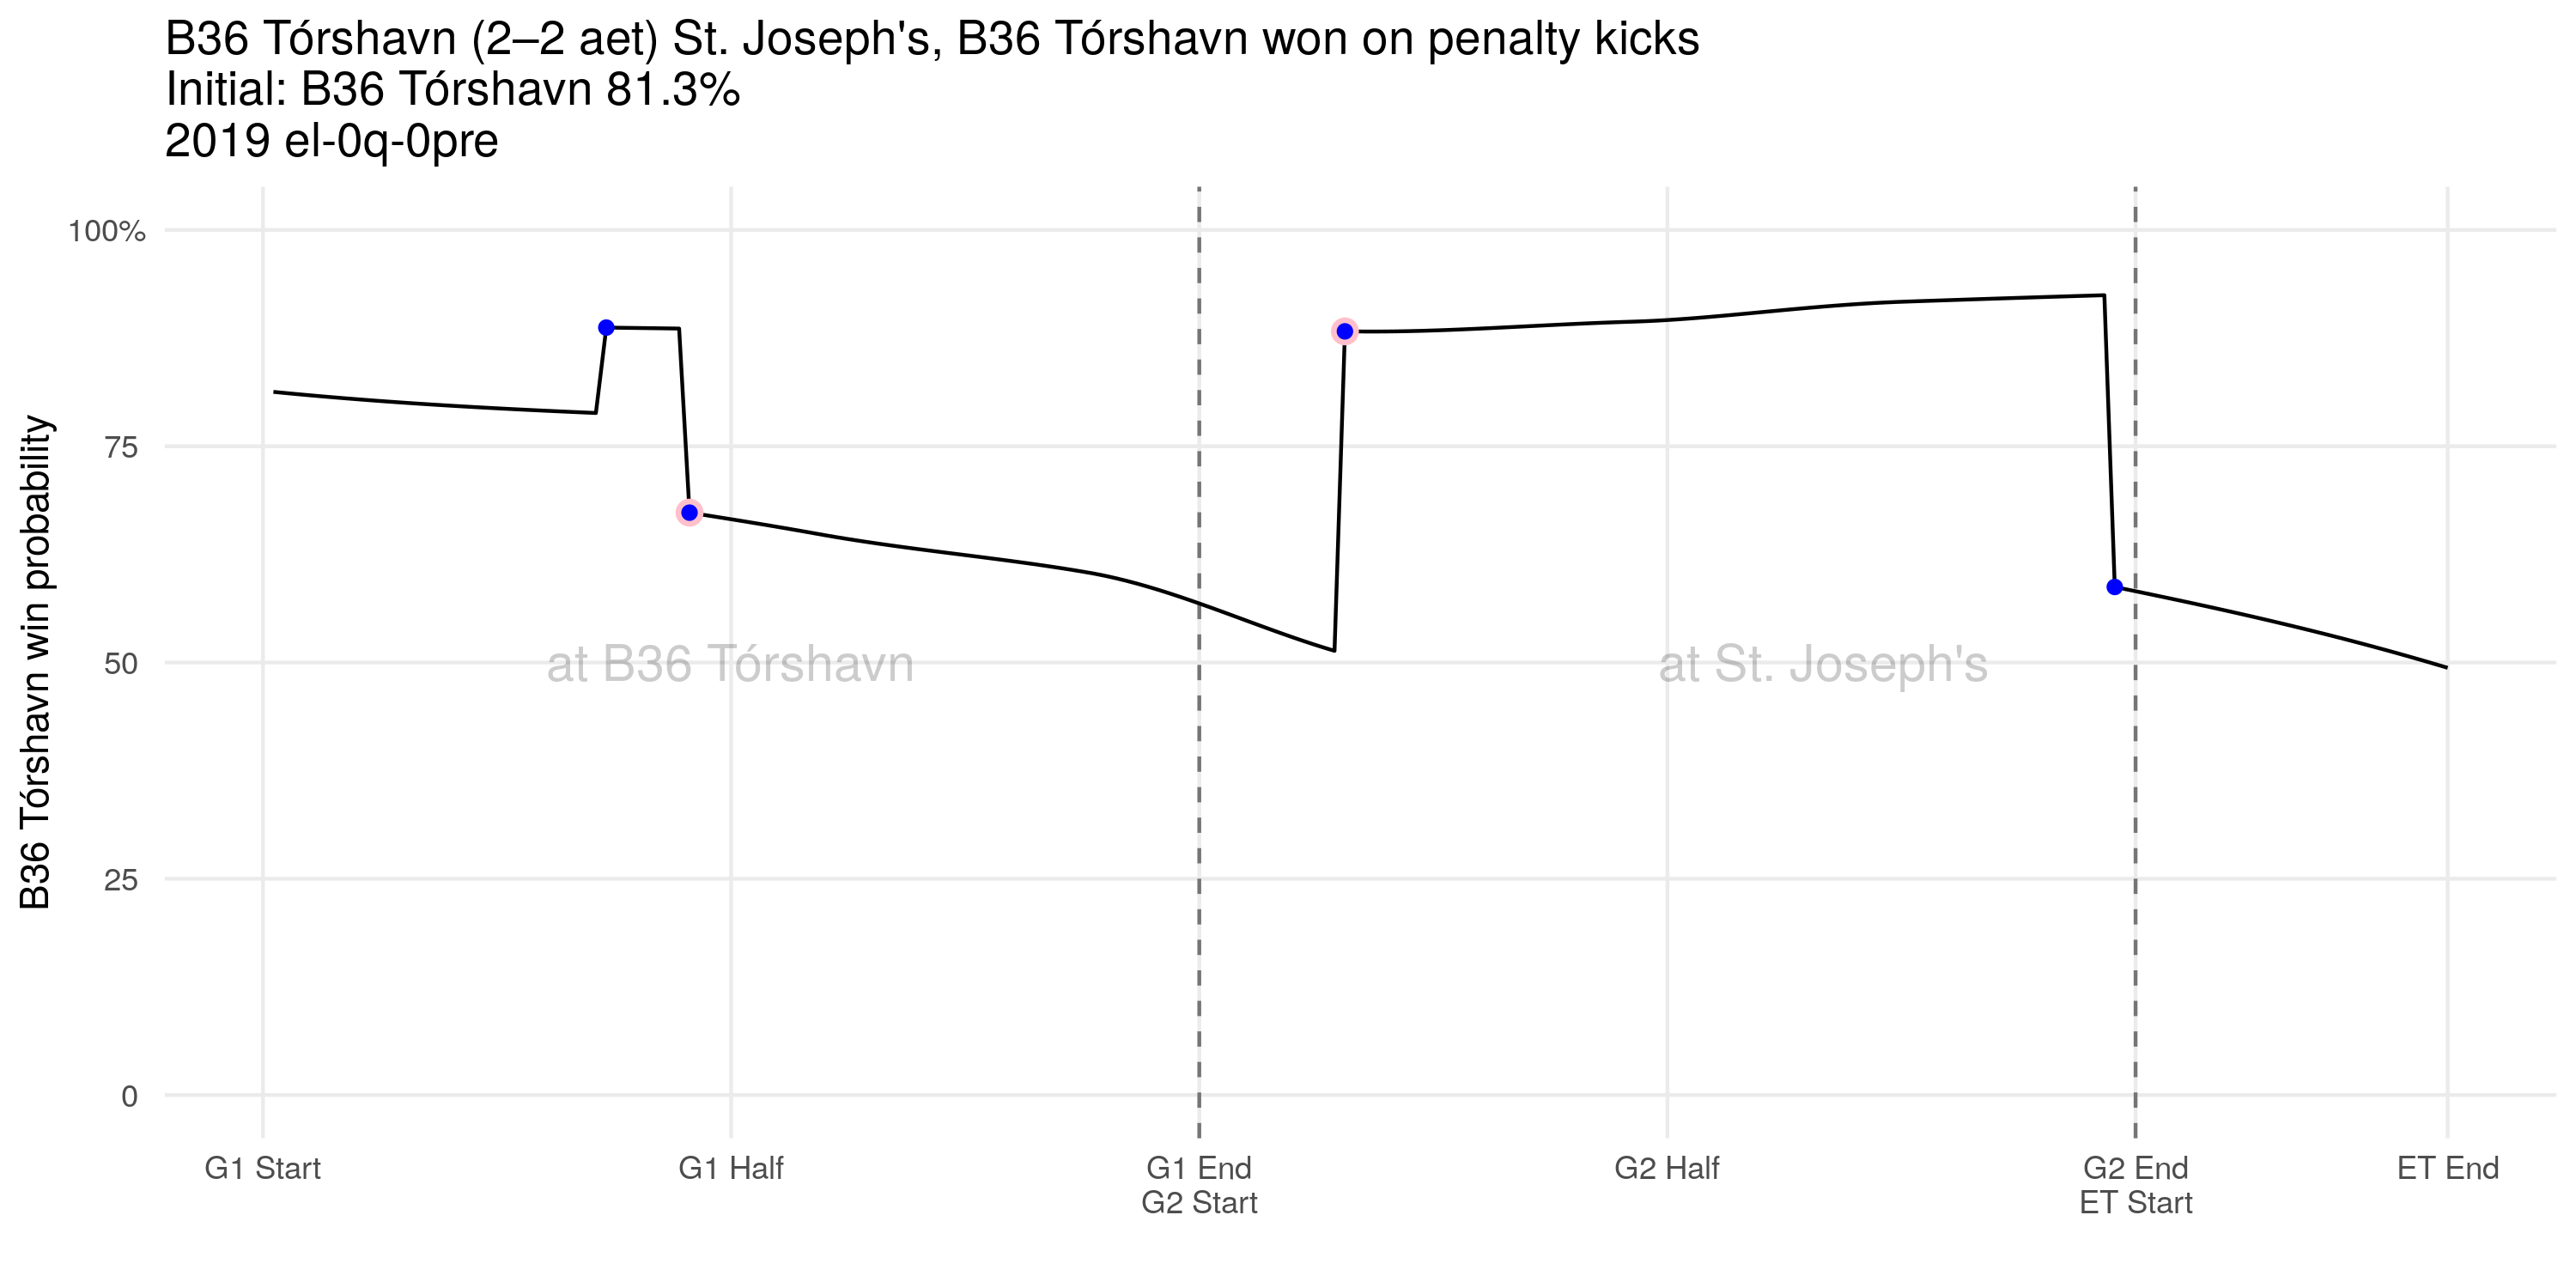 B36 Tórshavn (2–2 aet) St. Joseph's, B36 Tórshavn won on penalty kicks
Initial: B36 Tórshavn 81.3%
2019 el-0q-0pre
B36 Tórshavn win probability
100%
75
50
25
0
at B36 Tórshavn
at St. Joseph's
G1 Start
G1 Half
G1 End
G2 Start
G2 Half
G2 End
ET Start
ET End